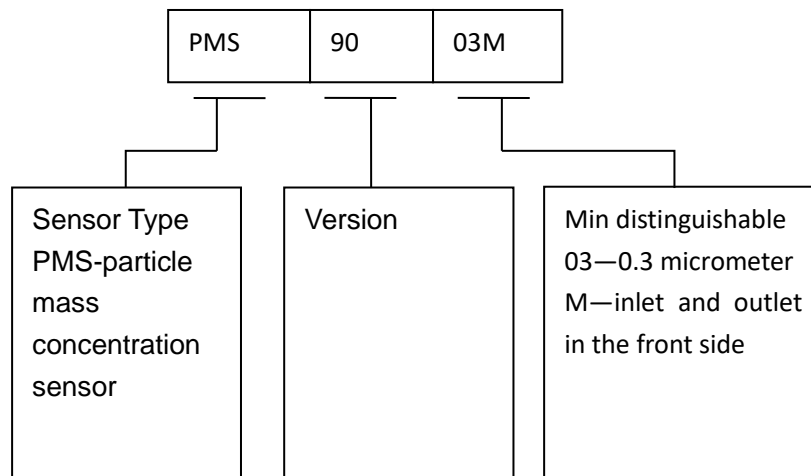 PMS 90 03M
Sensor Type
PMS-particle
mass
concentration
sensor
Version
Min distinguishable
03—0.3 micrometer
M—inlet and outlet
in the front side